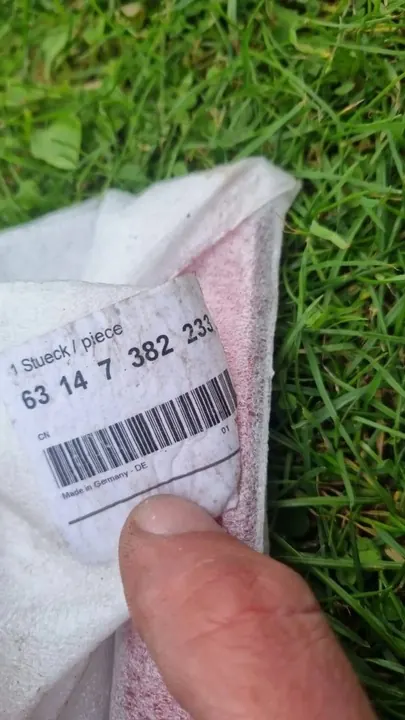 1 Stueck / piece
63 14 7 382 233
CN
01
Made in Germany - DE